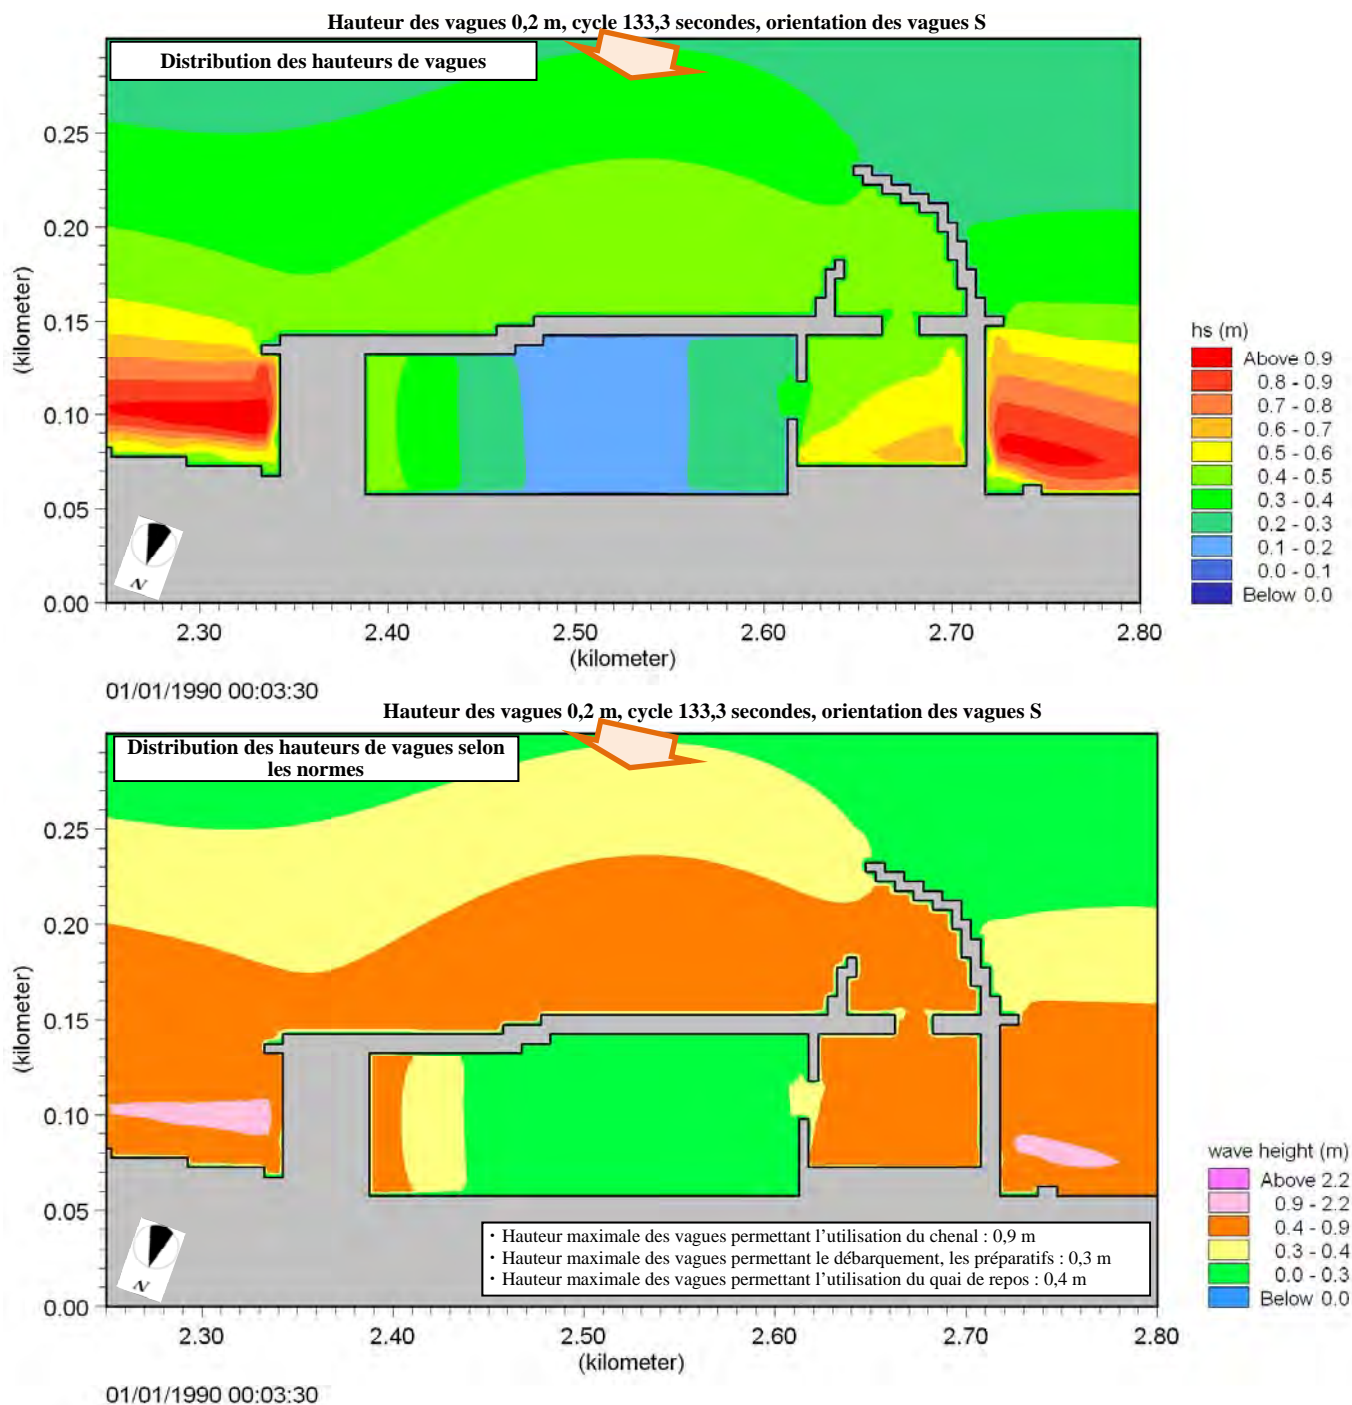 Hauteur des vagues 0,2 m, cycle 133,3 secondes, orientation des vagues S
Distribution des hauteurs de vagues
0.25
0.20
0.15
0.10
0.05
0.00
(kilometer)
N
2.30 2.40 2.50 2.60 2.70 2.80
(kilometer)
hs (m)
Above 0.9
0.8 - 0.9
0.7 - 0.8
0.6 - 0.7
0.5 - 0.6
0.4 - 0.5
0.3 - 0.4
0.2 - 0.3
0.1 - 0.2
0.0 - 0.1
Below 0.0
01/01/1990 00:03:30
Hauteur des vagues 0,2 m, cycle 133,3 secondes, orientation des vagues S
Distribution des hauteurs de vagues selon
les normes
0.25
0.20
0.15
0.10
0.05
0.00
(kilometer)
N
・Hauteur maximale des vagues permettant l’utilisation du chenal : 0,9 m
・Hauteur maximale des vagues permettant le débarquement, les préparatifs : 0,3 m
・Hauteur maximale des vagues permettant l’utilisation du quai de repos : 0,4 m
2.30 2.40 2.50 2.60 2.70 2.80
(kilometer)
wave height (m)
Above 2.2
0.9 - 2.2
0.4 - 0.9
0.3 - 0.4
0.0 - 0.3
Below 0.0
01/01/1990 00:03:30